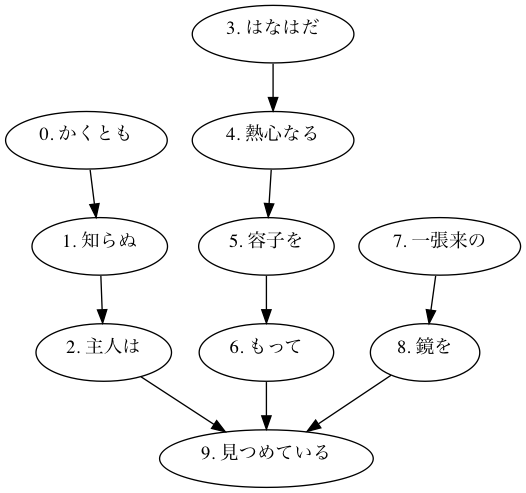 3. はなはだ
0. かくとも
4. 熱心なる
1. 知らぬ
5. 容子を
7. 一張来の
2. 主人は
6. もって
8. 鏡を
9. 見つめている